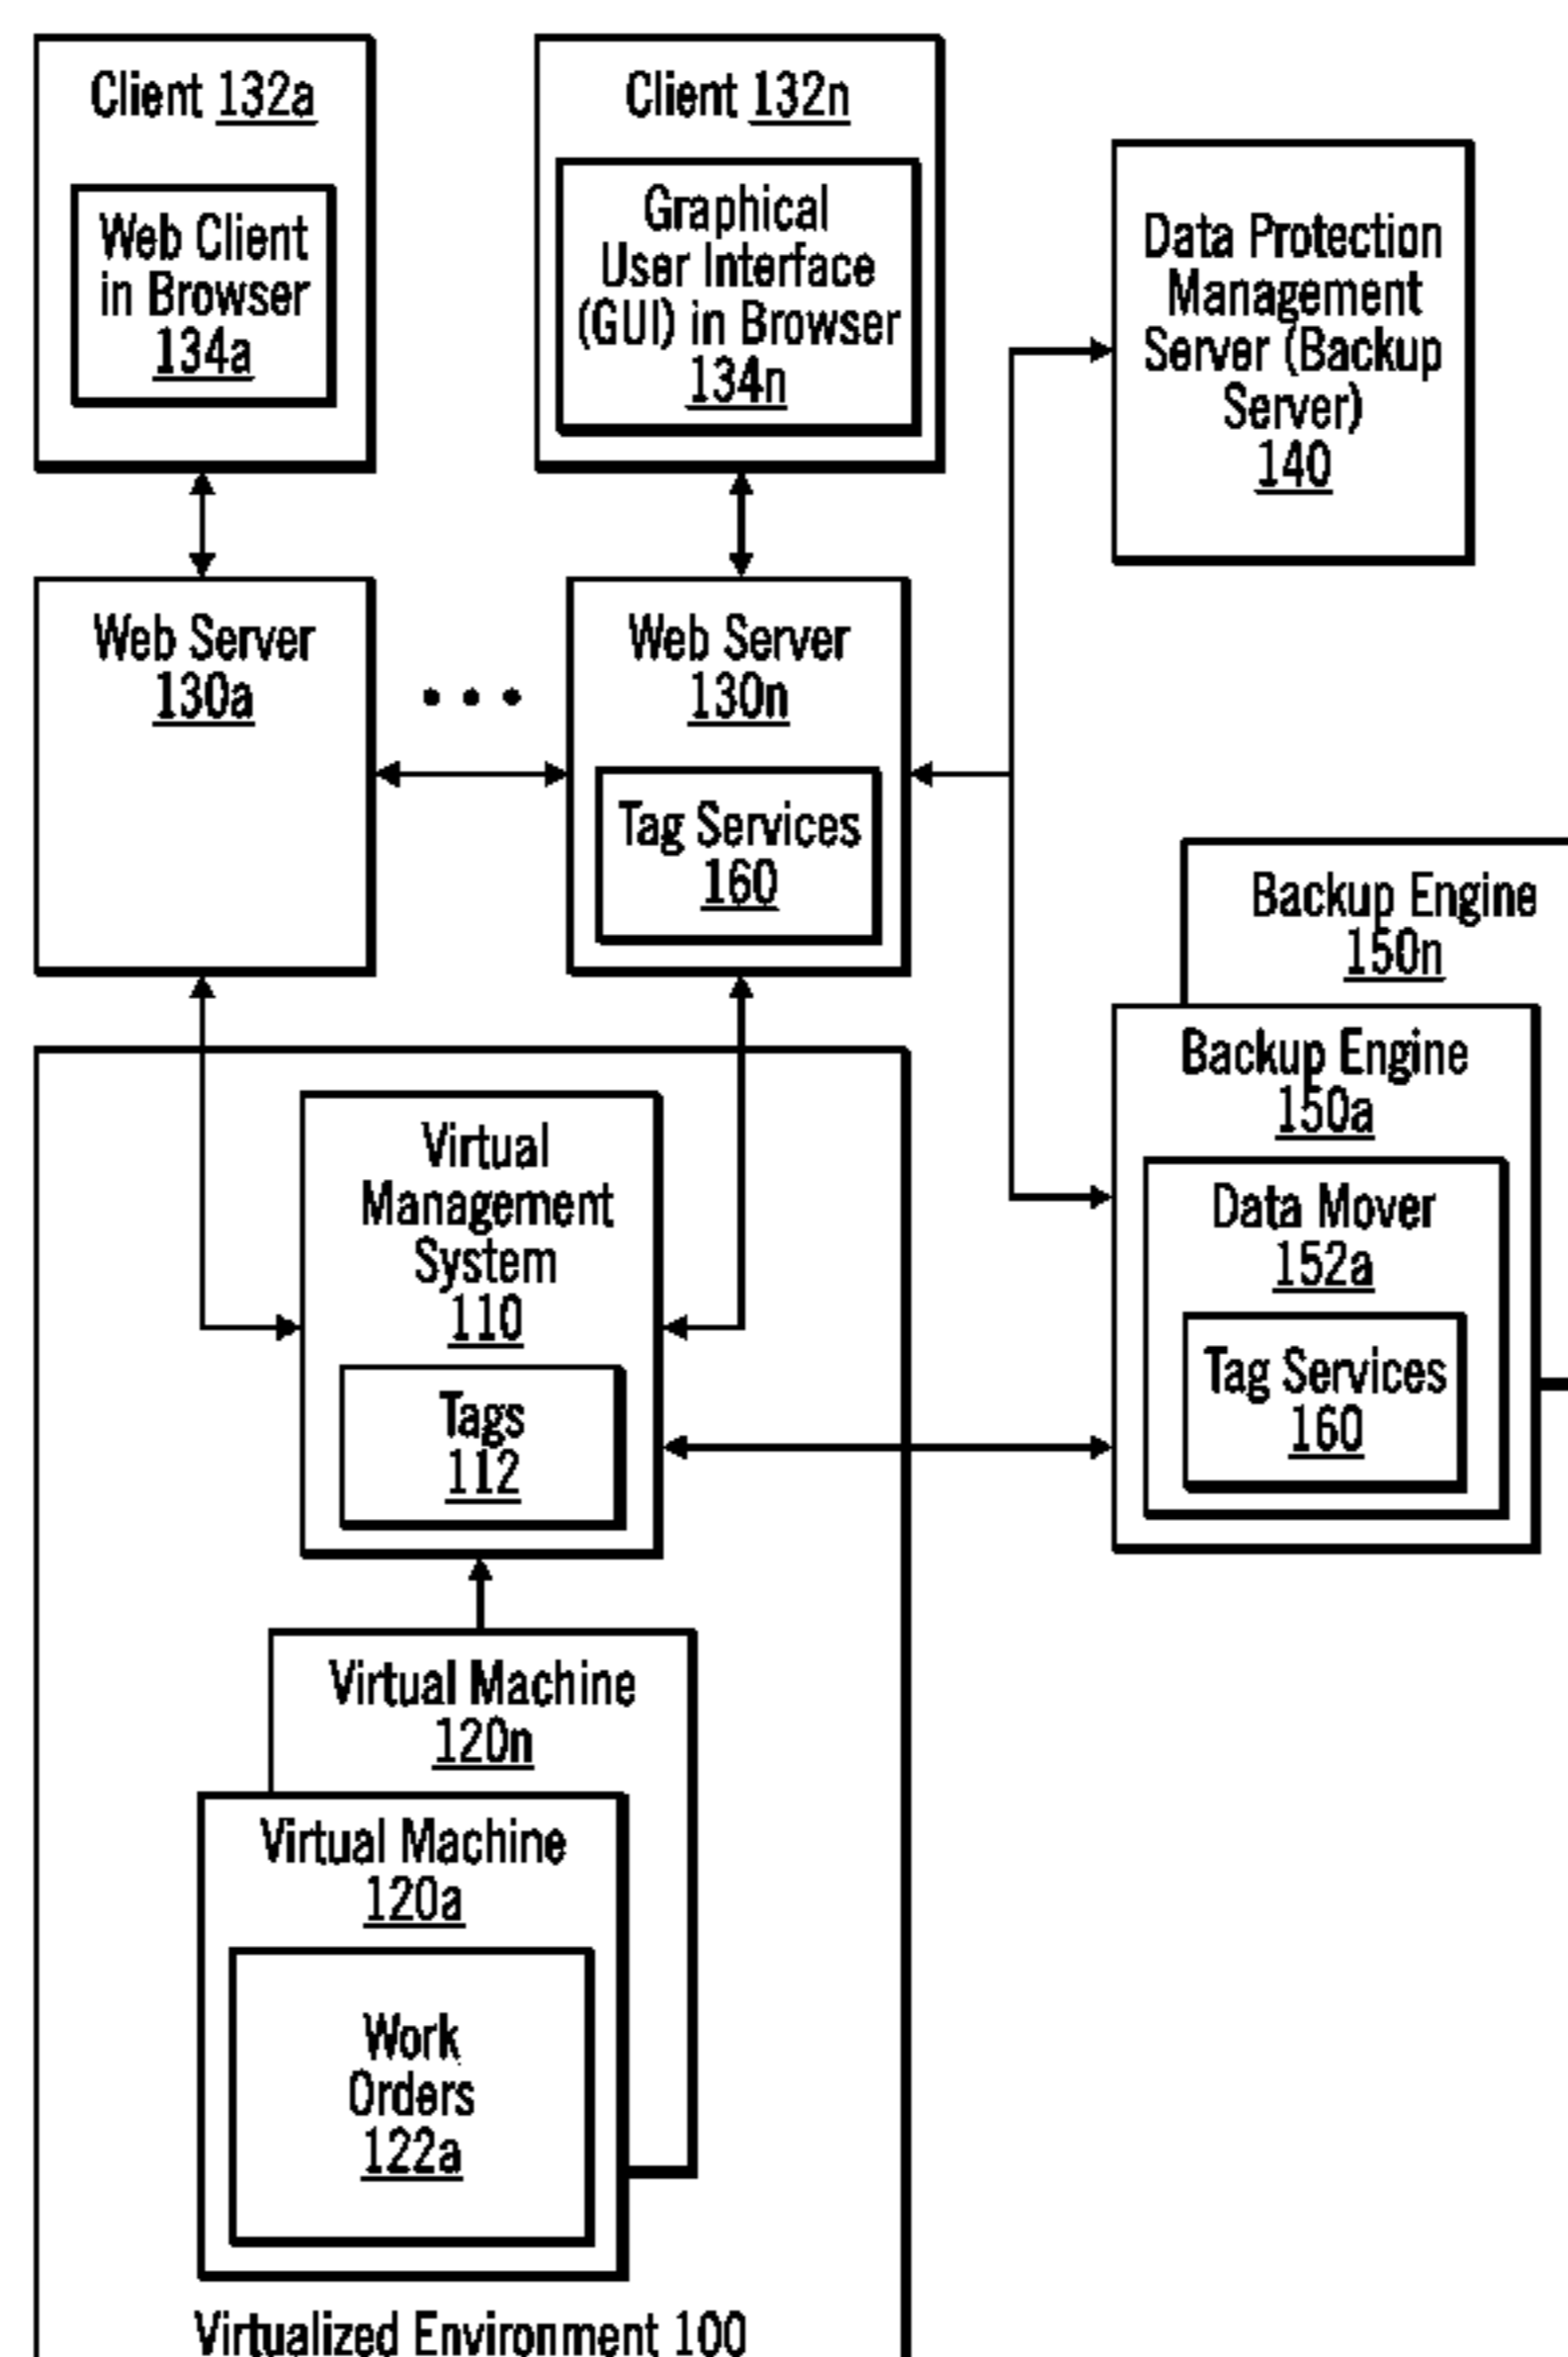 Client 132a
Web Client
in Browser
134a
Client 132n
Graphical
User Interface
(GUI) in Browser
134n
Data Protection
Management
Server (Backup
Server)
140
Web Server
130a
• • •
Web Server
130n
Tag Services
160
Backup Engine
150n
Backup Engine
150a
Data Mover
152a
Tag Services
160
Virtual
Management
System
110
Tags
112
Virtual Machine
120n
Virtual Machine
120a
Work
Orders
122a
Virtualized Environment 100